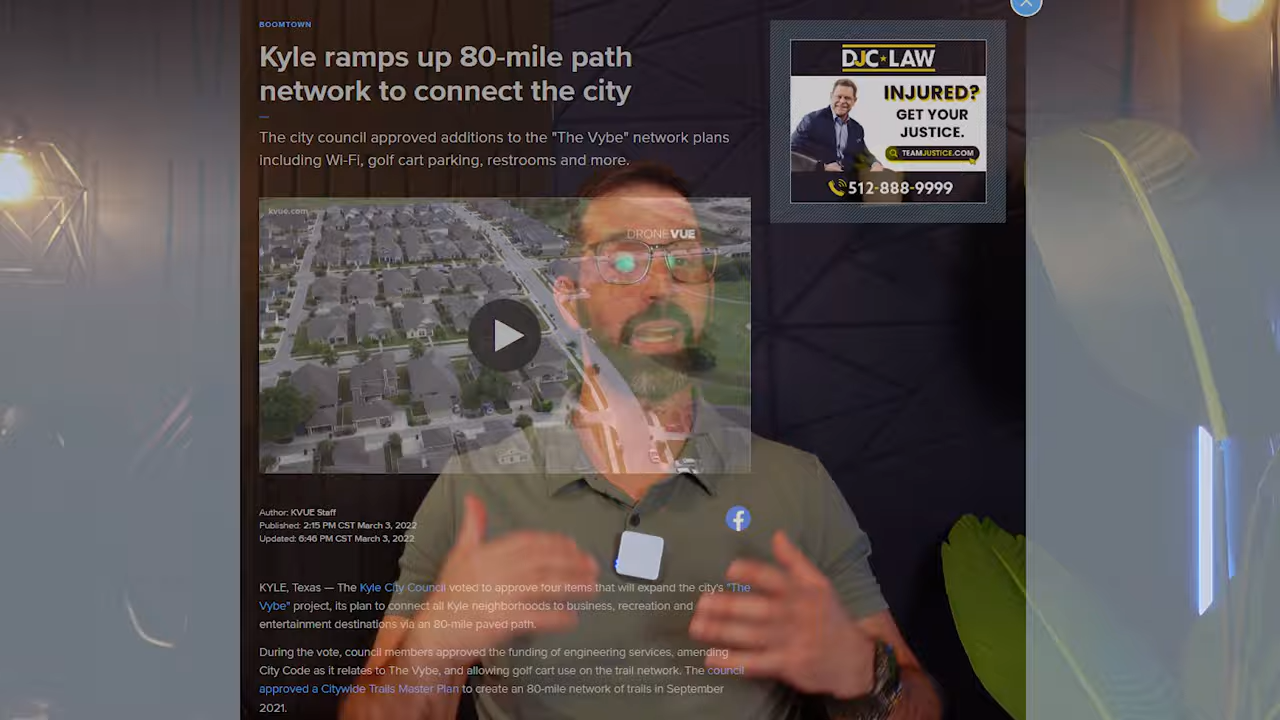 BOOMTOWN
Kyle ramps up 80-mile path
network to connect the city
The city council approved additions to the "The Vybe" network plans
including Wi-Fi, golf cart parking, restrooms and more.
kvue.com
DRONEVUE
DJC LAW
INJURED?
GET YOUR
JUSTICE.
TEAMJUSTICE.COM
512-888-9999
Author: KVUE Staff
Published: 2:15 PM CST March 3, 2022
Updated: 6:46 PM CST March 3, 2022
KYLE, Texas — The Kyle City Council voted to approve four items that will expand the city's "The
Vybe" project, its plan to connect all Kyle neighborhoods to business, recreation and
entertainment destinations via an 80-mile paved path.
During the vote, council members approved the funding of engineering services, amending
City Code as it relates to The Vybe, and allowing golf cart use on the trail network. The council
approved a Citywide Trails Master Plan to create an 80-mile network of trails in September
2021.